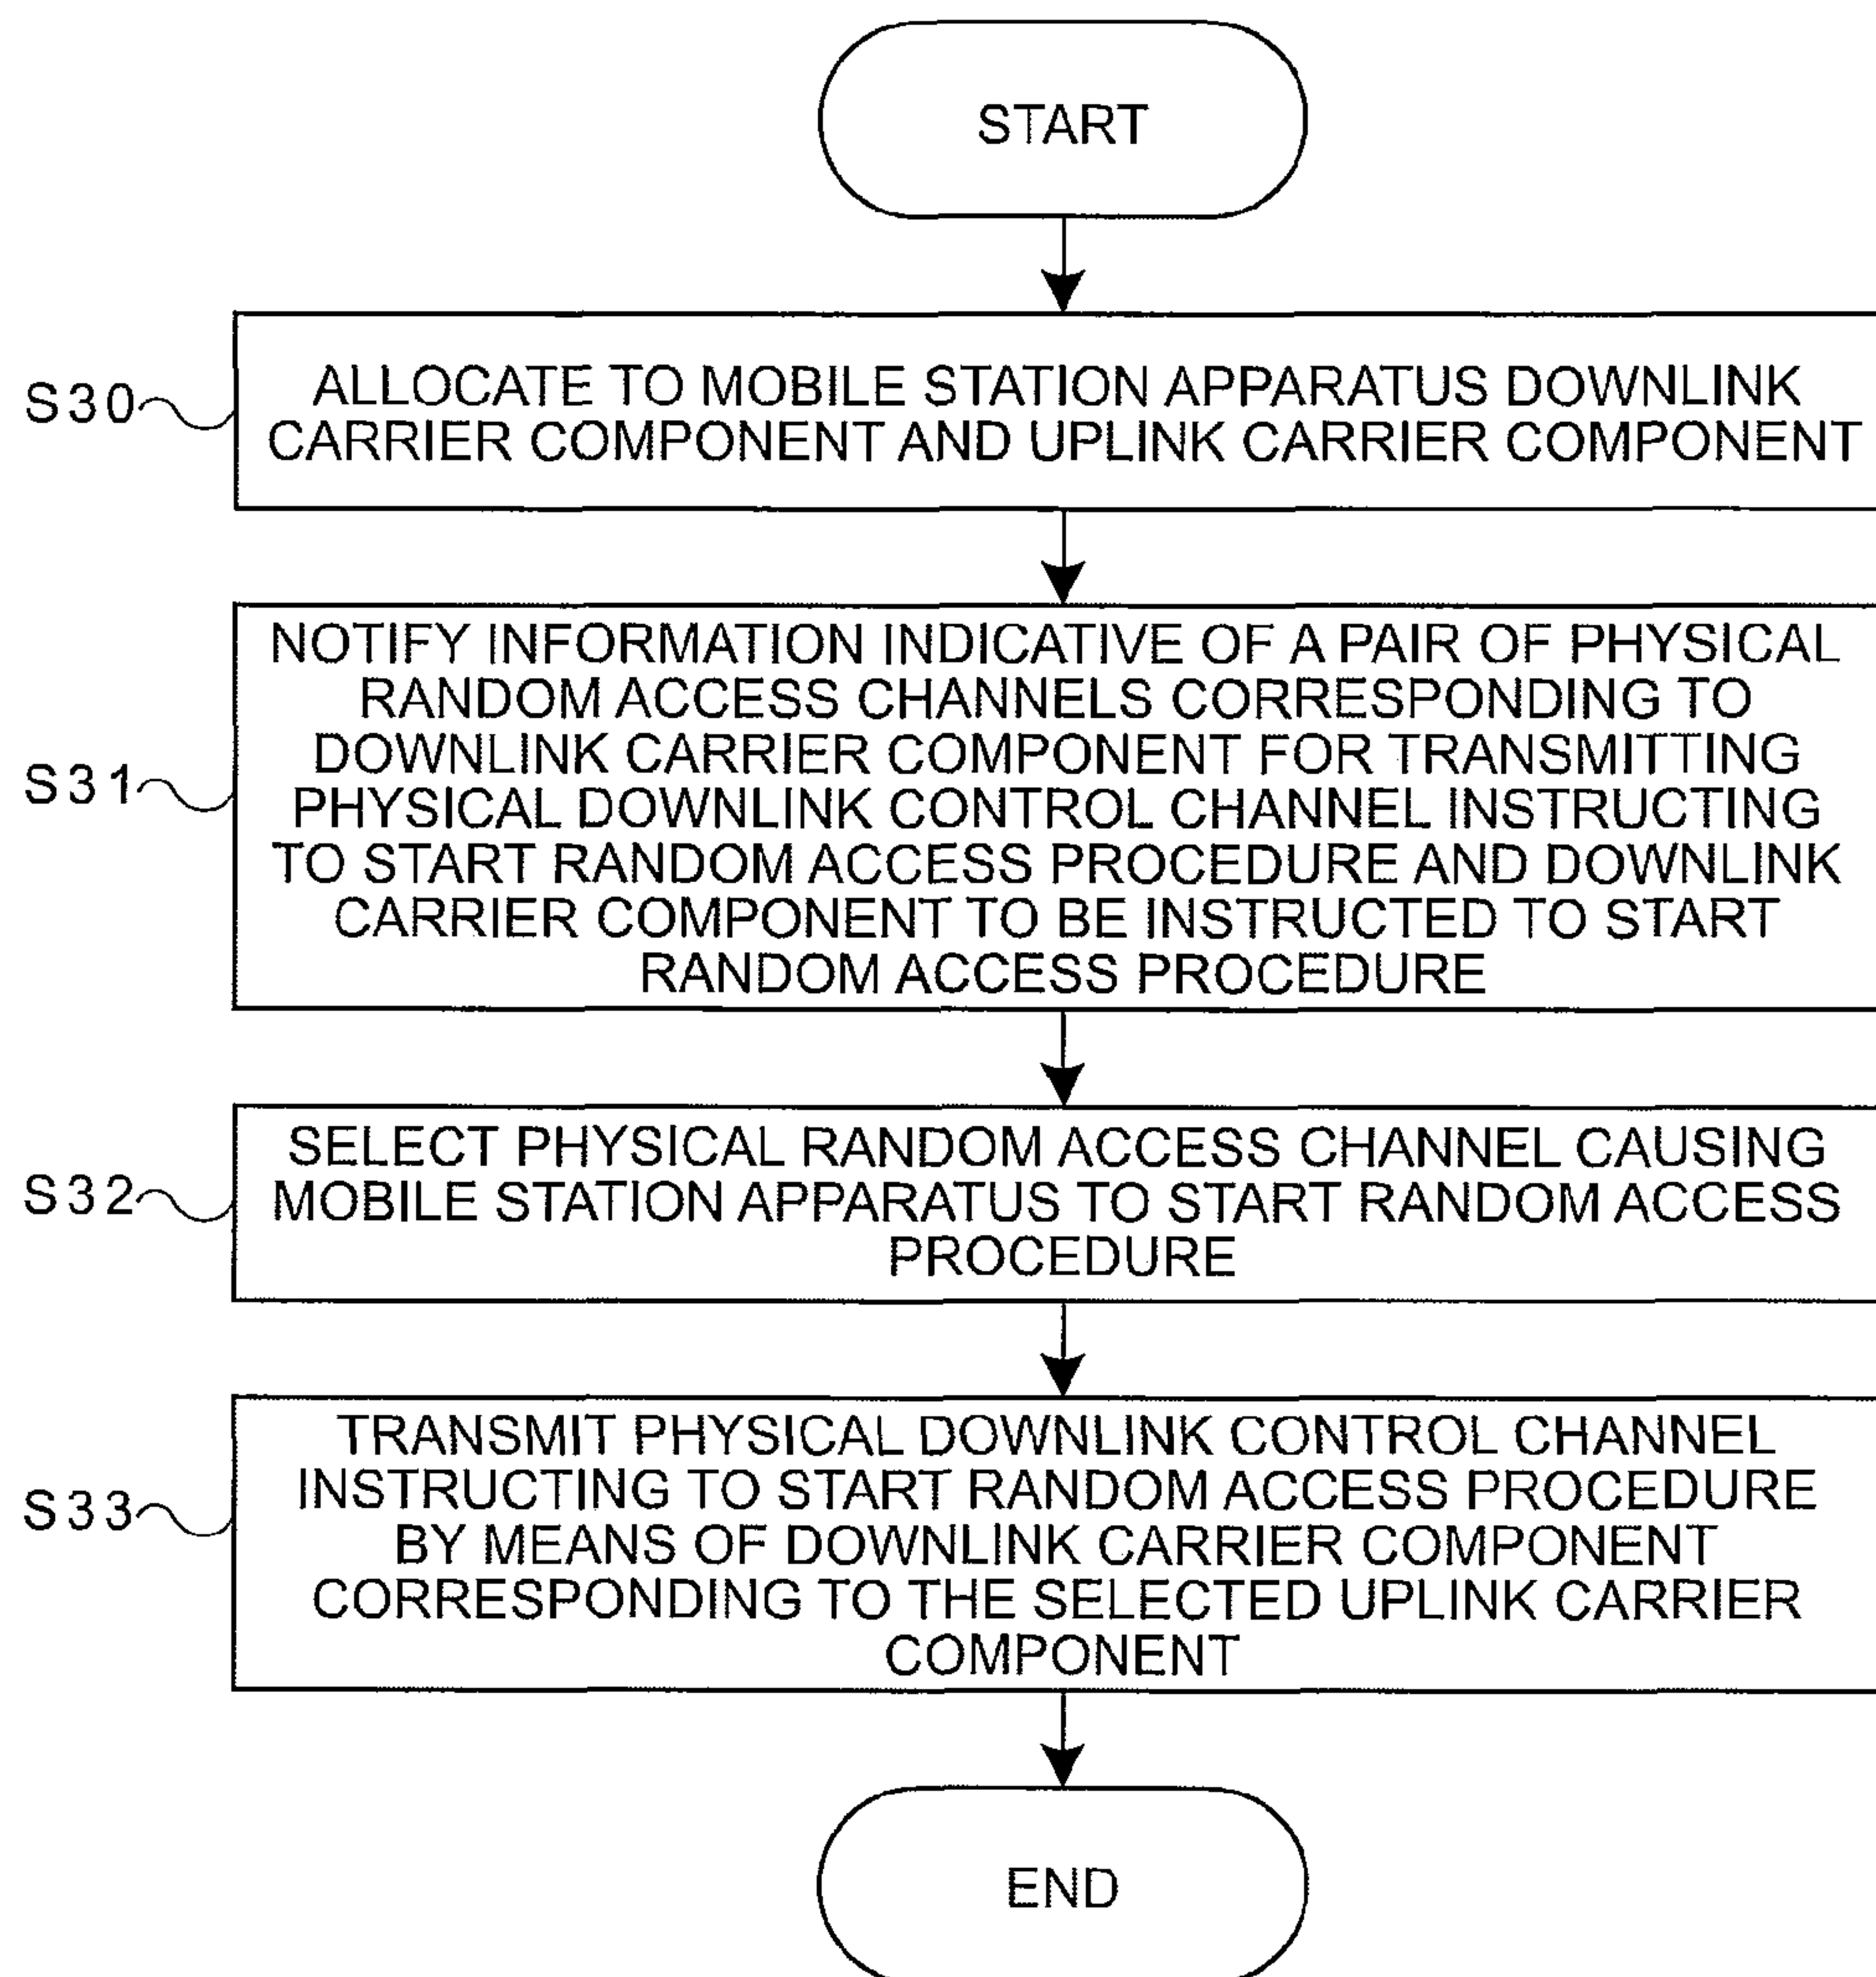 START
S30
ALLOCATE TO MOBILE STATION APPARATUS DOWNLINK
CARRIER COMPONENT AND UPLINK CARRIER COMPONENT
S31
NOTIFY INFORMATION INDICATIVE OF A PAIR OF PHYSICAL
RANDOM ACCESS CHANNELS CORRESPONDING TO
DOWNLINK CARRIER COMPONENT FOR TRANSMITTING
PHYSICAL DOWNLINK CONTROL CHANNEL INSTRUCTING
TO START RANDOM ACCESS PROCEDURE AND DOWNLINK
CARRIER COMPONENT TO BE INSTRUCTED TO START
RANDOM ACCESS PROCEDURE
S32
SELECT PHYSICAL RANDOM ACCESS CHANNEL CAUSING
MOBILE STATION APPARATUS TO START RANDOM ACCESS
PROCEDURE
S33
TRANSMIT PHYSICAL DOWNLINK CONTROL CHANNEL
INSTRUCTING TO START RANDOM ACCESS PROCEDURE
BY MEANS OF DOWNLINK CARRIER COMPONENT
CORRESPONDING TO THE SELECTED UPLINK CARRIER
COMPONENT
END